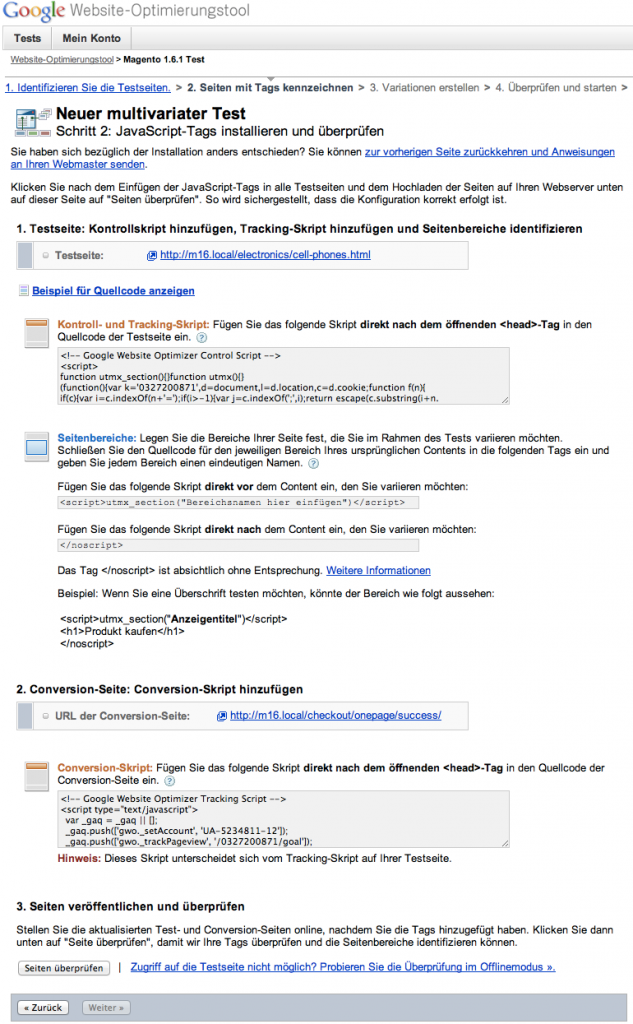 Google Website-Optimierungstool
Tests Mein Konto
Website-Optimierungstool > Magento 1.6.1 Test
1. Identifizieren Sie die Testseiten. > 2. Seiten mit Tags kennzeichnen > 3. Variationen erstellen > 4. Überprüfen und starten >
Neuer multivariater Test
Schritt 2: JavaScript-Tags installieren und überprüfen
Sie haben sich bezüglich der Installation anders entschieden? Sie können zur vorherigen Seite zurückkehren und Anweisungen
an Ihren Webmaster senden.
Klicken Sie nach dem Einfügen der JavaScript-Tags in alle Testseiten und dem Hochladen der Seiten auf Ihren Webserver unten
auf dieser Seite auf "Seiten überprüfen". So wird sichergestellt, dass die Konfiguration korrekt erfolgt ist.
1. Testseite: Kontrollskript hinzufügen, Tracking-Skript hinzufügen und Seitenbereiche identifizieren
Testseite: http://m16.local/electronics/cell-phones.html
Beispiel für Quellcode anzeigen
Kontroll- und Tracking-Skript: Fügen Sie das folgende Skript direkt nach dem öffnenden <head>-Tag in den
Quellcode der Testseite ein. ?
<!-- Google Website Optimizer Control Script -->
<script>
function utmx_section(){}function utmx(){}
(function(){var k='0327200871',d=document,l=d.location,c=d.cookie;function f(n){
if(c){var i=c.indexOf(n+'=');if(i>-1){var j=c.indexOf(';',i);return escape(c.substring(i+n.
Seitenbereiche: Legen Sie die Bereiche Ihrer Seite fest, die Sie im Rahmen des Tests variieren möchten.
Schließen Sie den Quellcode für den jeweiligen Bereich Ihres ursprünglichen Contents in die folgenden Tags ein und
geben Sie jedem Bereich einen eindeutigen Namen. ?
Fügen Sie das folgende Skript direkt vor dem Content ein, den Sie variieren möchten:
<script>utmx_section("Bereichsnamen hier einfügen")</script>
Fügen Sie das folgende Skript direkt nach dem Content ein, den Sie variieren möchten:
</noscript>
Das Tag </noscript> ist absichtlich ohne Entsprechung. Weitere Informationen
Beispiel: Wenn Sie eine Überschrift testen möchten, könnte der Bereich wie folgt aussehen:
<script>utmx_section("Anzeigentitel")</script>
<h1>Produkt kaufen</h1>
</noscript>
2. Conversion-Seite: Conversion-Skript hinzufügen
URL der Conversion-Seite: http://m16.local/checkout/onepage/success/
Conversion-Skript: Fügen Sie das folgende Skript direkt nach dem öffnenden <head>-Tag in den Quellcode der
Conversion-Seite ein. ?
<!-- Google Website Optimizer Tracking Script -->
<script type="text/javascript">
var _gaq = _gaq || [];
_gaq.push(['gwo._setAccount', 'UA-5234811-12']);
_gaq.push(['gwo._trackPageview', '/0327200871/goal']);
Hinweis: Dieses Skript unterscheidet sich vom Tracking-Skript auf Ihrer Testseite.
3. Seiten veröffentlichen und überprüfen
Stellen Sie die aktualisierten Test- und Conversion-Seiten online, nachdem Sie die Tags hinzugefügt haben. Klicken Sie dann
unten auf "Seite überprüfen", damit wir Ihre Tags überprüfen und die Seitenbereiche identifizieren können.
Seiten überprüfen | Zugriff auf die Testseite nicht möglich? Probieren Sie die Überprüfung im Offlinemodus ».
« Zurück Weiter »